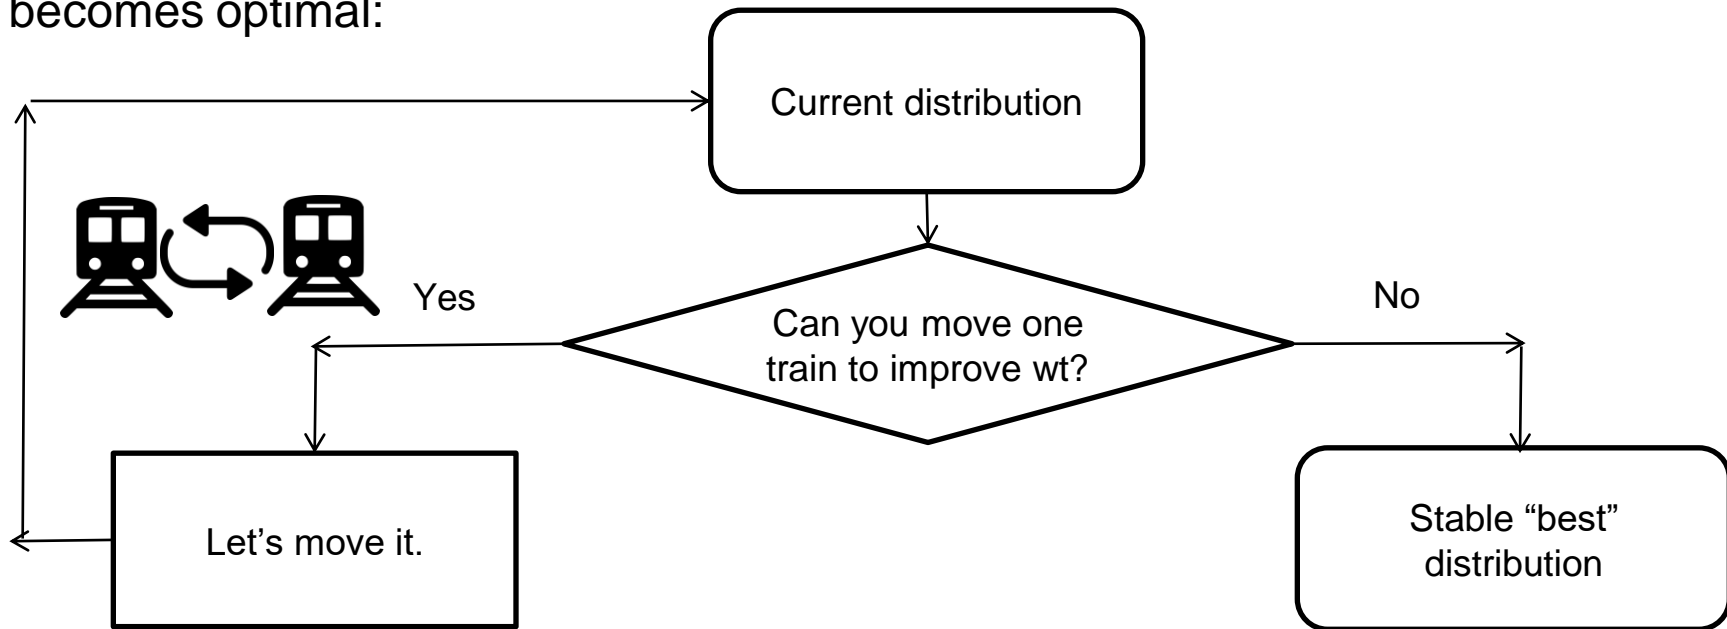 becomes optimal:
Current distribution
Yes
No
Can you move one
train to improve wt?
Let’s move it.
Stable “best”
distribution